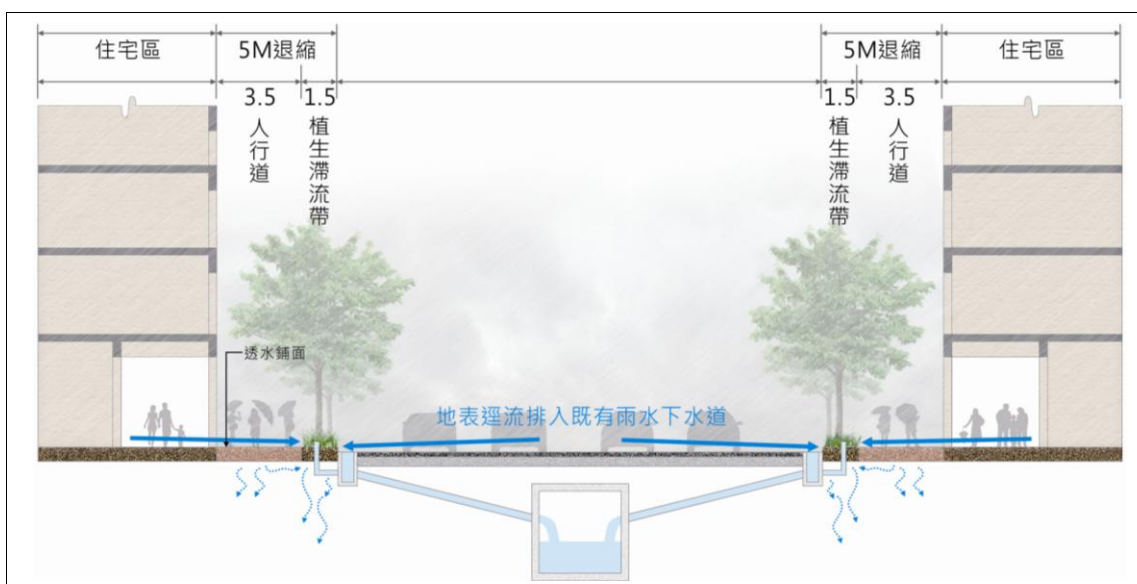 住宅區
5M退縮
5M退縮
住宅區
3.5
人行道
1.5
植生滯流帶
1.5
植生滯流帶
3.5
人行道
透水鋪面
地表逕流排入既有雨水下水道